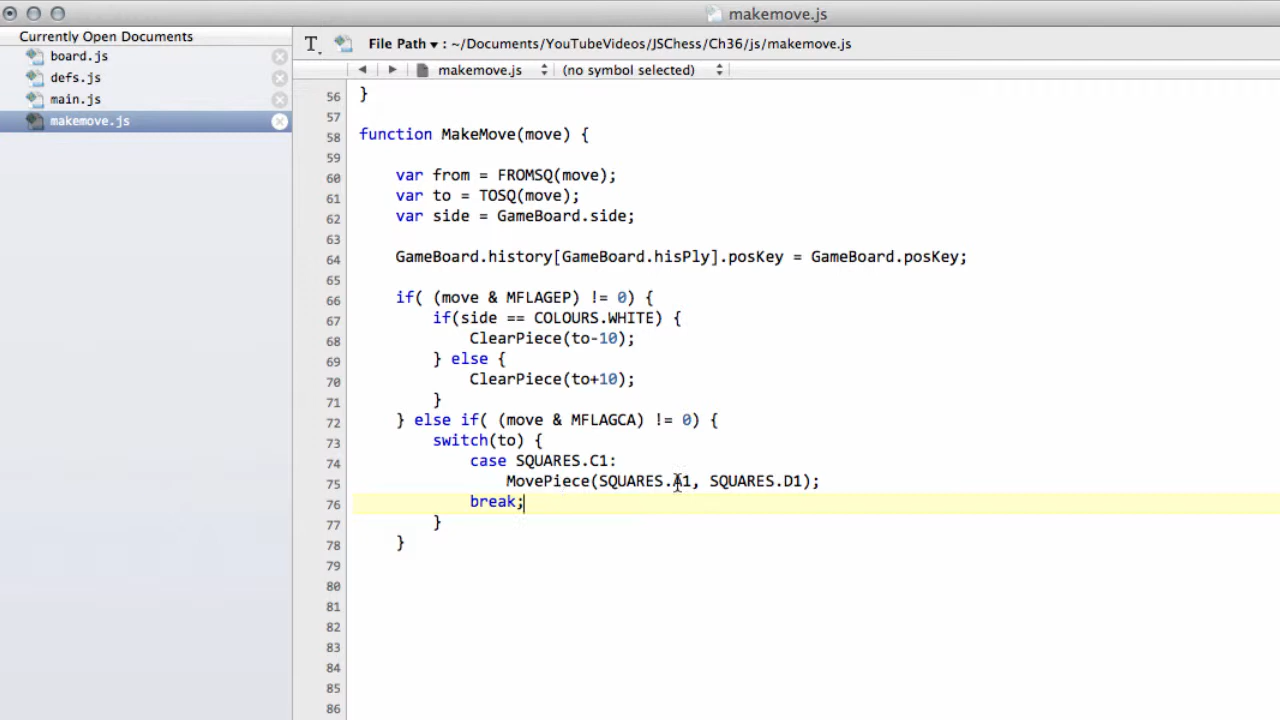 makemove.js
Currently Open Documents
board.js
defs.js
main.js
makemove.js
File Path ▾ : ~/Documents/YouTubeVideos/JSChess/Ch36/js/makemove.js
makemove.js (no symbol selected)
56 }
57
58 function MakeMove(move) {
59
60 var from = FROMSQ(move);
61 var to = TOSQ(move);
62 var side = GameBoard.side;
63
64 GameBoard.history[GameBoard.hisPly].posKey = GameBoard.posKey;
65
66 if( (move & MFLAGEP) != 0) {
67 if(side == COLOURS.WHITE) {
68 ClearPiece(to-10);
69 } else {
70 ClearPiece(to+10);
71 }
72 } else if( (move & MFLAGCA) != 0) {
73 switch(to) {
74 case SQUARES.C1:
75 MovePiece(SQUARES.A1, SQUARES.D1);
76 break;
77 }
78 }
79
80
81
82
83
84
85
86